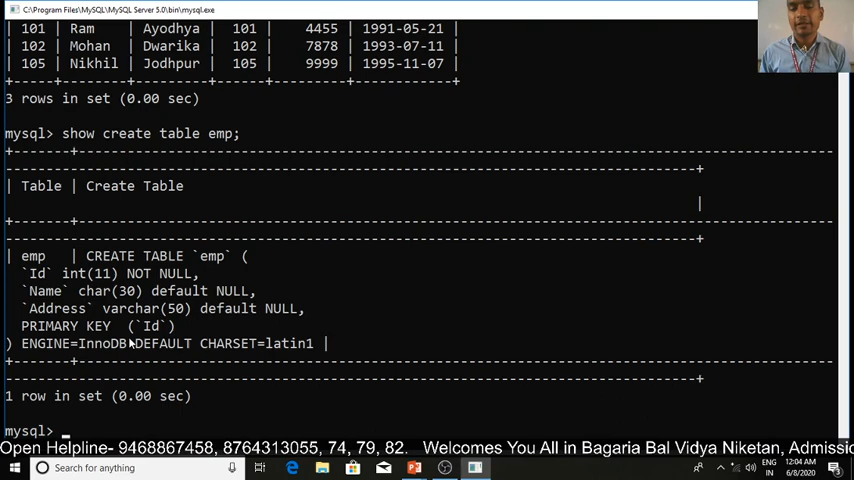 C:\Program Files\MySQL\MySQL Server 5.0\bin\mysql.exe
| 101 | Ram | Ayodhya | 101 | 4455 | 1991-05-21 |
| 102 | Mohan | Dwarika | 102 | 7878 | 1993-07-11 |
| 105 | Nikhil | Jodhpur | 105 | 9999 | 1995-11-07 |
3 rows in set (0.00 sec)
mysql> show create table emp;
| Table | Create Table
|
| emp | CREATE TABLE `emp` (
`Id` int(11) NOT NULL,
`Name` char(30) default NULL,
`Address` varchar(50) default NULL,
PRIMARY KEY (`Id`)
) ENGINE=InnoDB DEFAULT CHARSET=latin1 |
1 row in set (0.00 sec)
mysql> _
Open Helpline- 9468867458, 8764313055, 74, 79, 82. Welcomes You All in Bagaria Bal Vidya Niketan, Admissio
Search for anything
ENG
IN
12:04 AM
6/8/2020
3